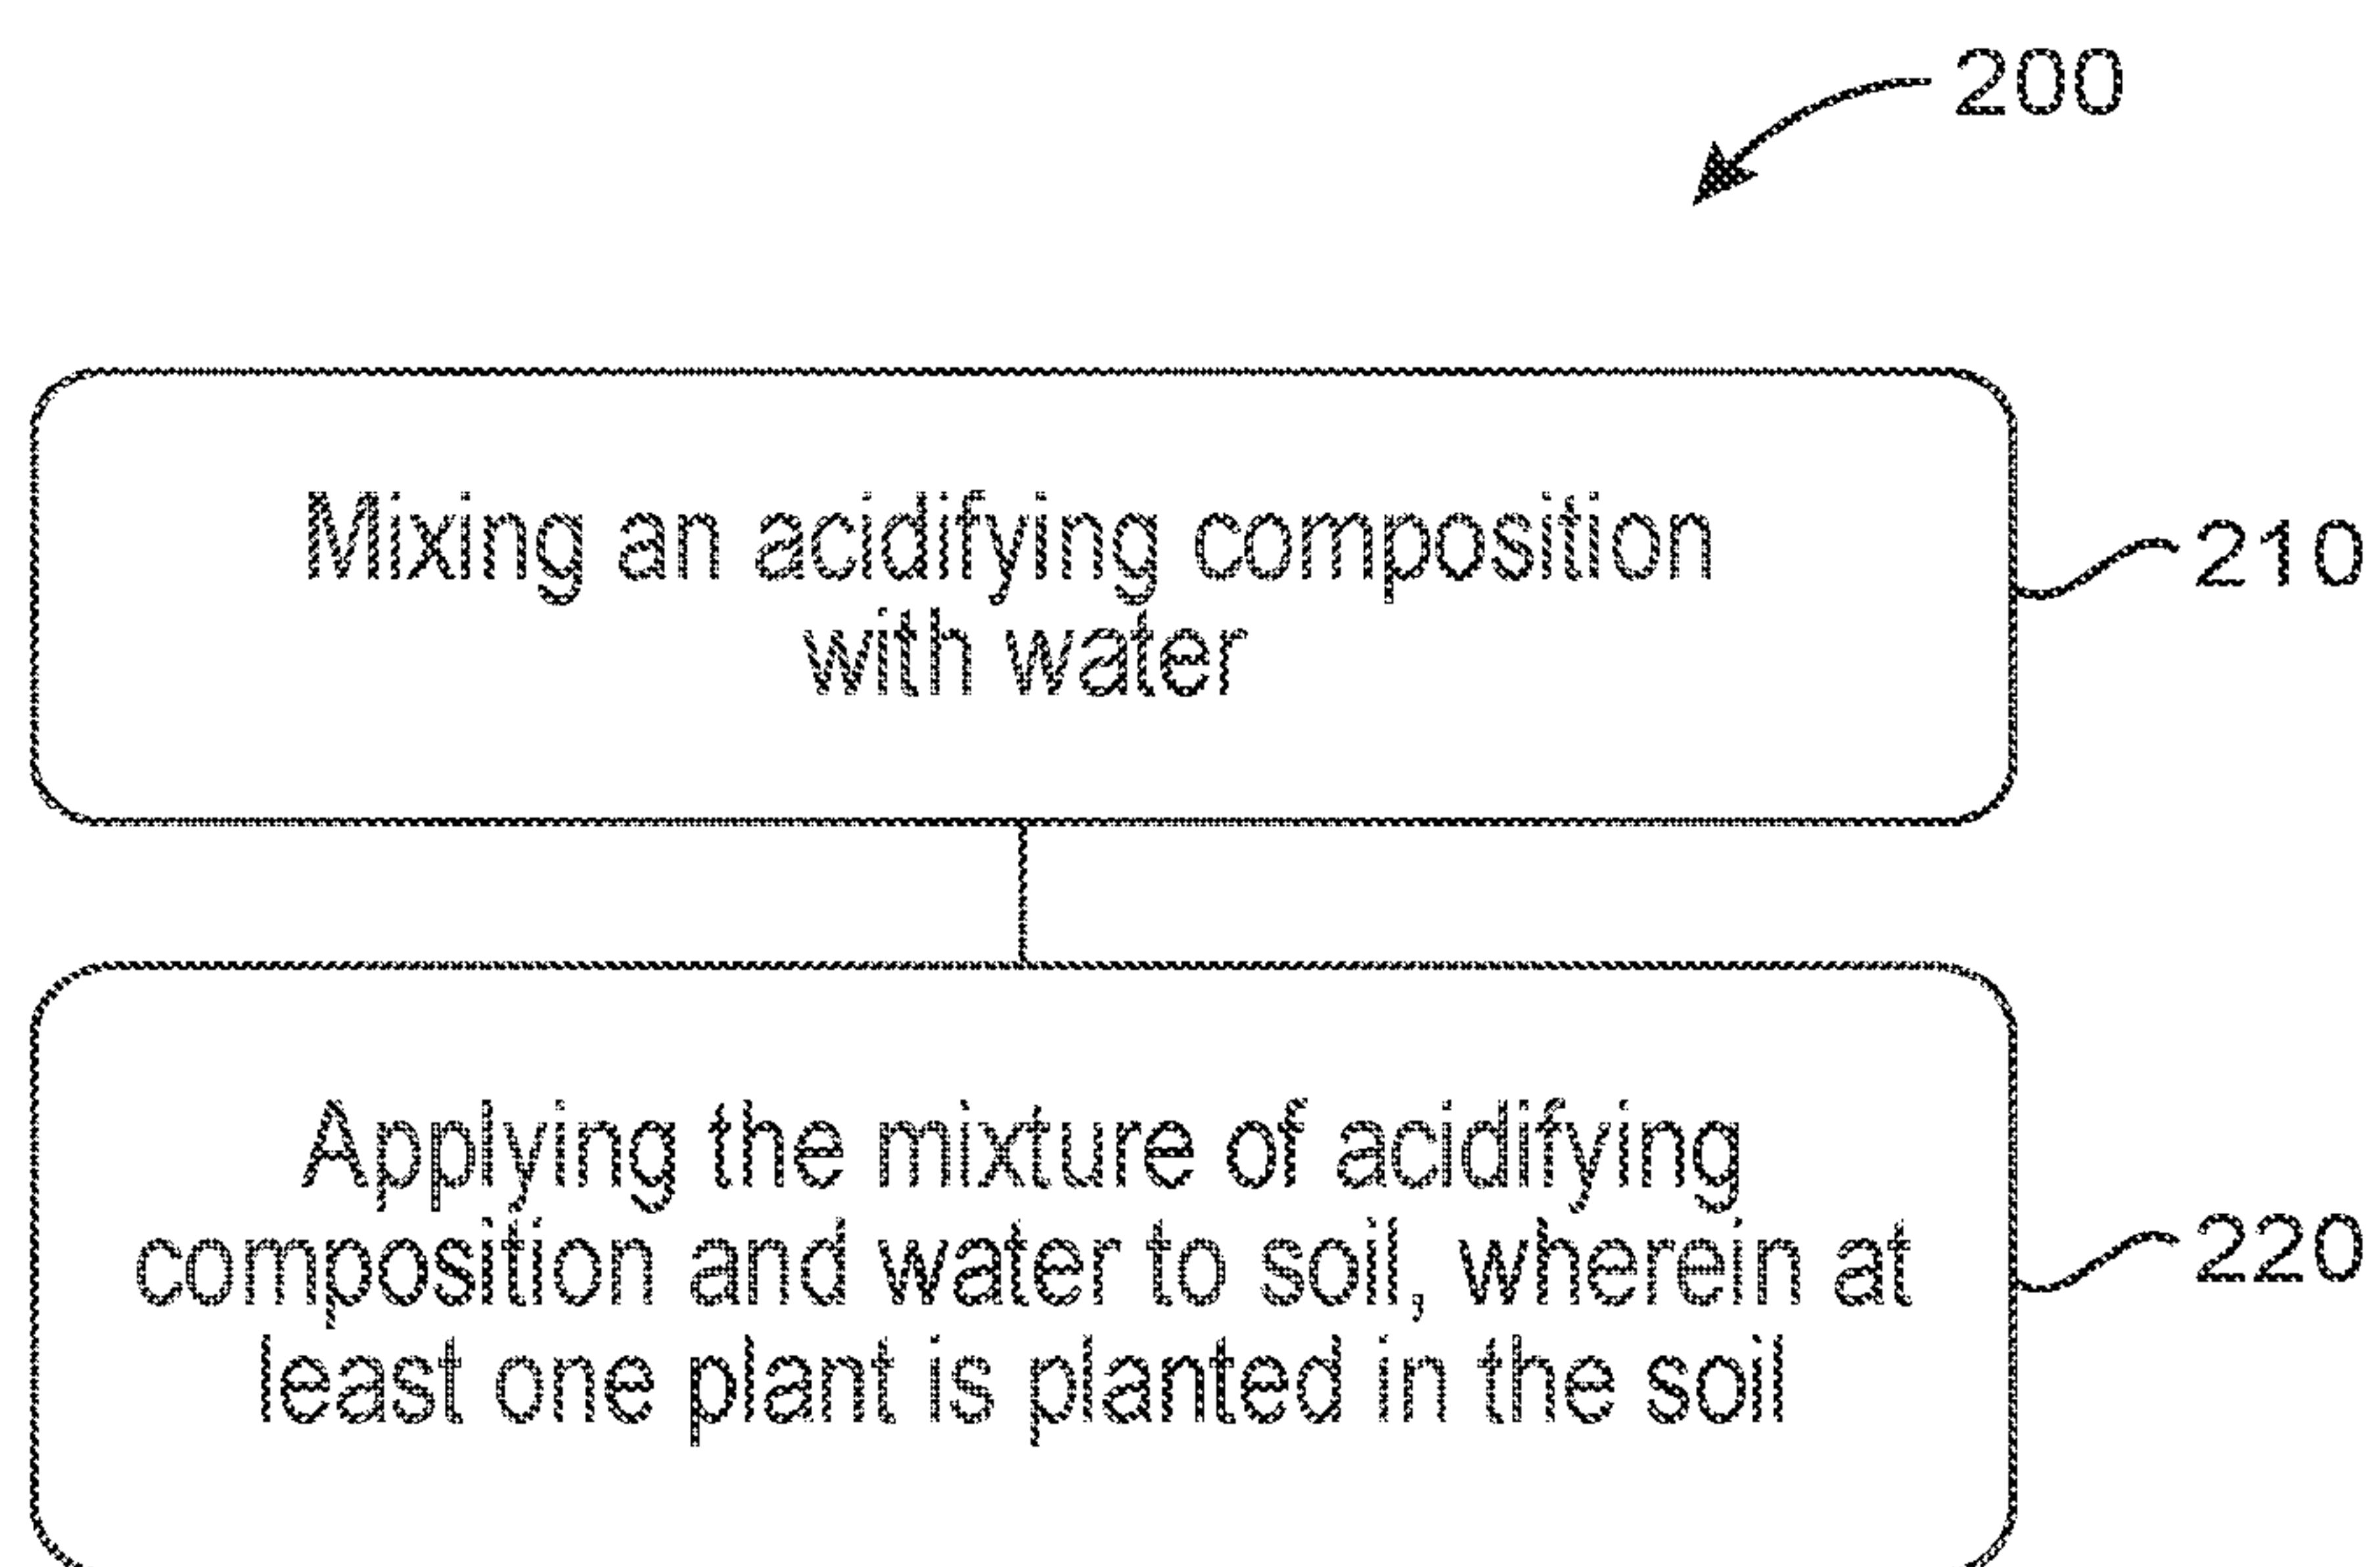 200
Mixing an acidifying composition
with water
210
Applying the mixture of acidifying
composition and water to soil, wherein at
least one plant is planted in the soil
220